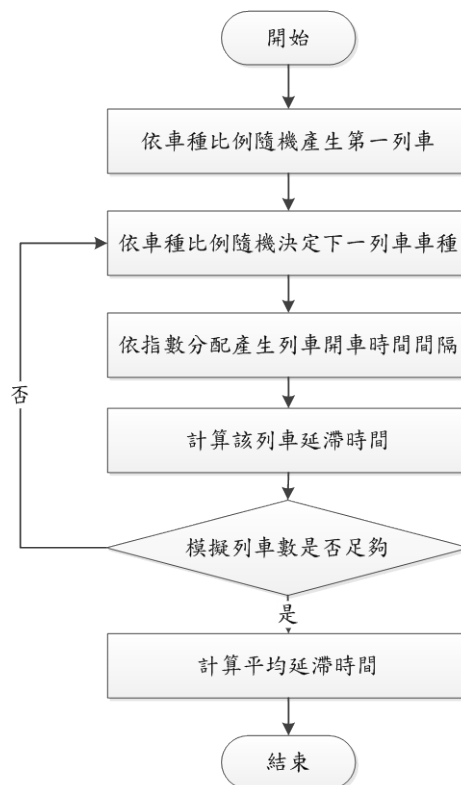 開始
依車種比例隨機產生第一列車
依車種比例隨機決定下一列車車種
依指數分配產生列車開車時間間隔
否
計算該列車延滯時間
模擬列車數是否足夠
是
計算平均延滯時間
結束